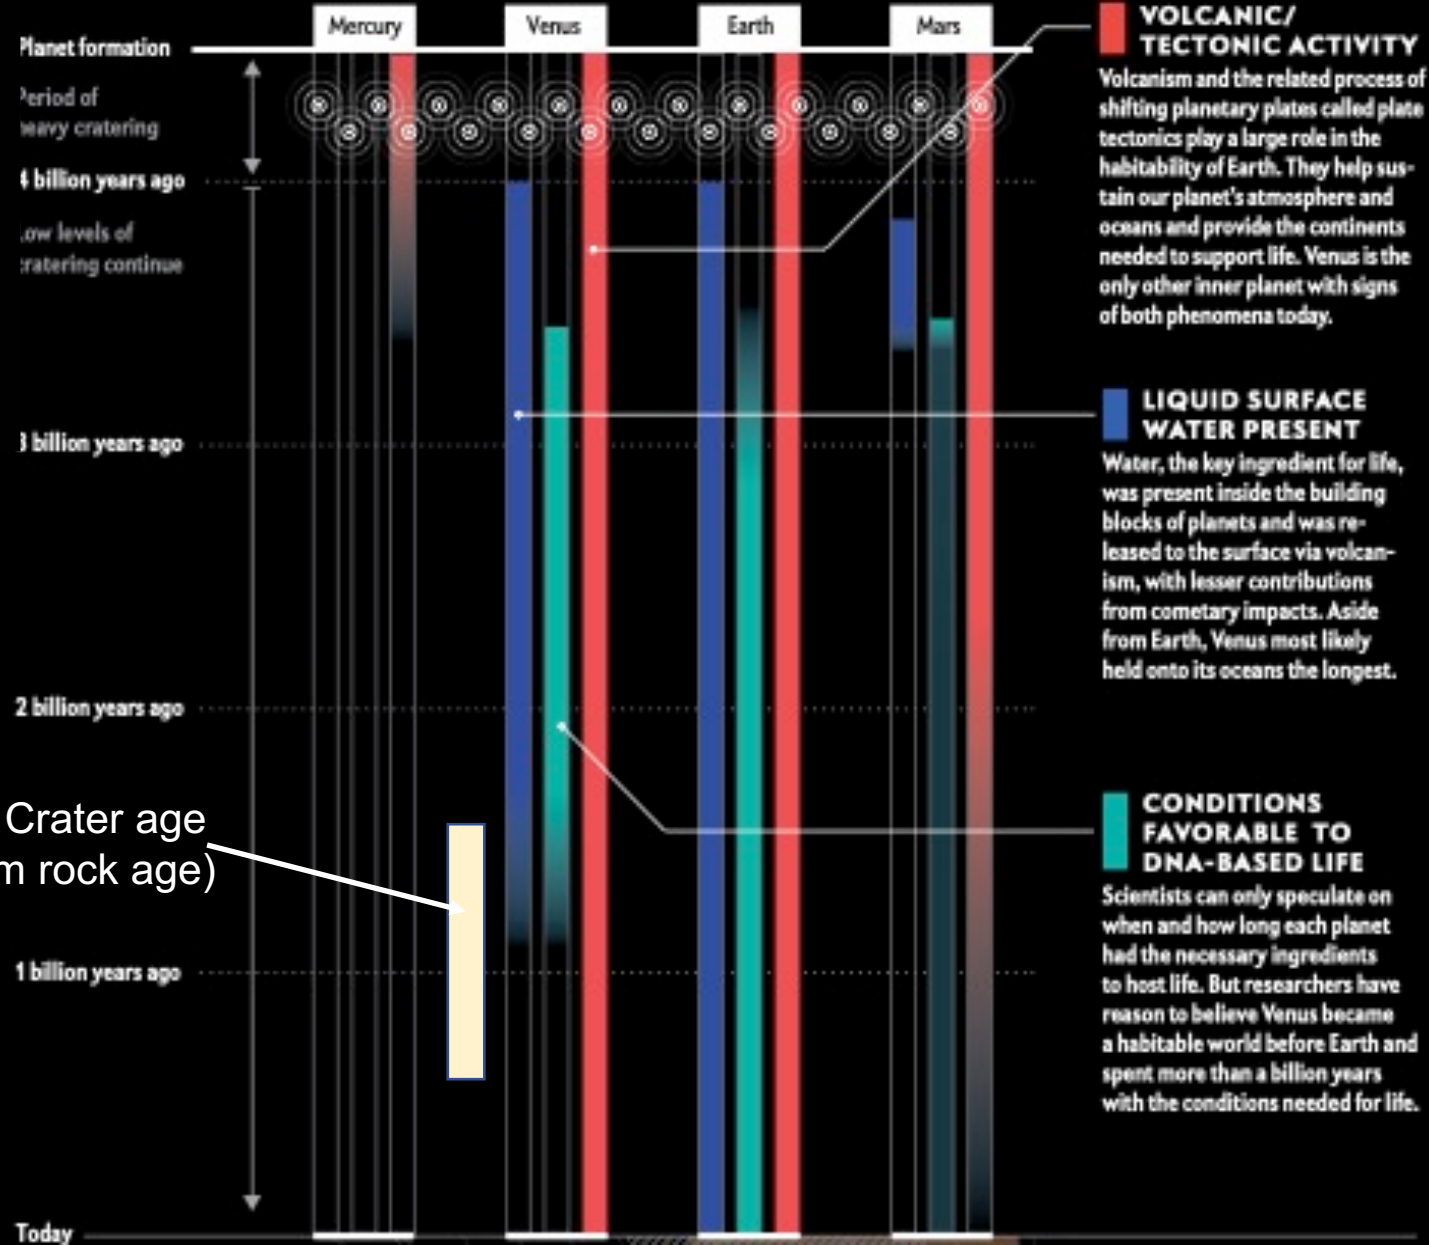 Mercury
Venus
Earth
Mars
Planet formation
Period of
heavy cratering
4 billion years ago
Low levels of
cratering continue
3 billion years ago
2 billion years ago
Crater age
m rock age)
1 billion years ago
Today
VOLCANIC/
TECTONIC ACTIVITY
Volcanism and the related process of
shifting planetary plates called plate
tectonics play a large role in the
habitability of Earth. They help sus-
tain our planet's atmosphere and
oceans and provide the continents
needed to support life. Venus is the
only other inner planet with signs
of both phenomena today.
LIQUID SURFACE
WATER PRESENT
Water, the key ingredient for life,
was present inside the building
blocks of planets and was re-
leased to the surface via volcan-
ism, with lesser contributions
from cometary impacts. Aside
from Earth, Venus most likely
held onto its oceans the longest.
CONDITIONS
FAVORABLE TO
DNA-BASED LIFE
Scientists can only speculate on
when and how long each planet
had the necessary ingredients
to host life. But researchers have
reason to believe Venus became
a habitable world before Earth and
spent more than a billion years
with the conditions needed for life.